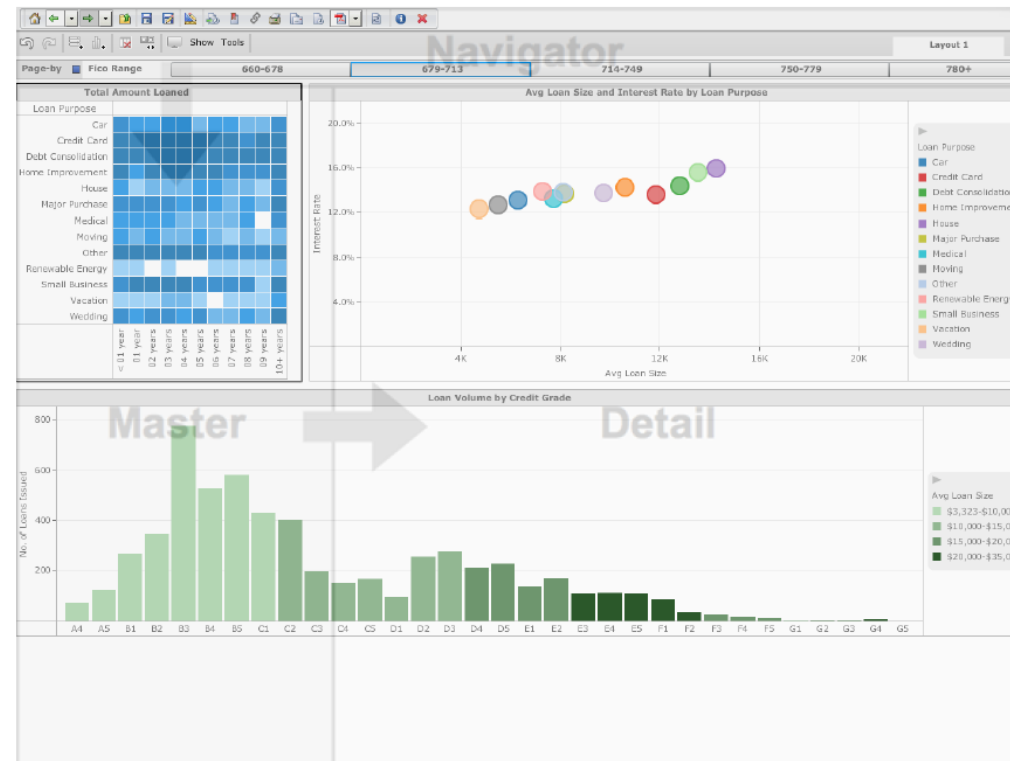 Show Tools
Navigator
Layout 1
Page-by Fico Range 660-678 679-713 714-749 750-779 780+
Total Amount Loaned
Loan Purpose
Car
Credit Card
Debt Consolidation
Home Improvement
House
Major Purchase
Medical
Moving
Other
Renewable Energy
Small Business
Vacation
Wedding
< 01 year
01 year
02 years
03 years
04 years
05 years
06 years
07 years
08 years
09 years
10+ years
Avg Loan Size and Interest Rate by Loan Purpose
Interest Rate
20.0%
16.0%
12.0%
8.0%
4.0%
4K 8K 12K 16K 20K
Avg Loan Size
Loan Purpose
Car
Credit Card
Debt Consolidatio
Home Improveme
House
Major Purchase
Medical
Moving
Other
Renewable Energ
Small Business
Vacation
Wedding
Loan Volume by Credit Grade
Master
Detail
No. of Loans Issued
800
600
400
200
A4 A5 B1 B2 B3 B4 B5 C1 C2 C3 C4 C5 D1 D2 D3 D4 D5 E1 E2 E3 E4 E5 F1 F2 F3 F4 F5 G1 G2 G3 G4 G5
Avg Loan Size
$3,323-$10,00
$10,000-$15,0
$15,000-$20,0
$20,000-$35,0